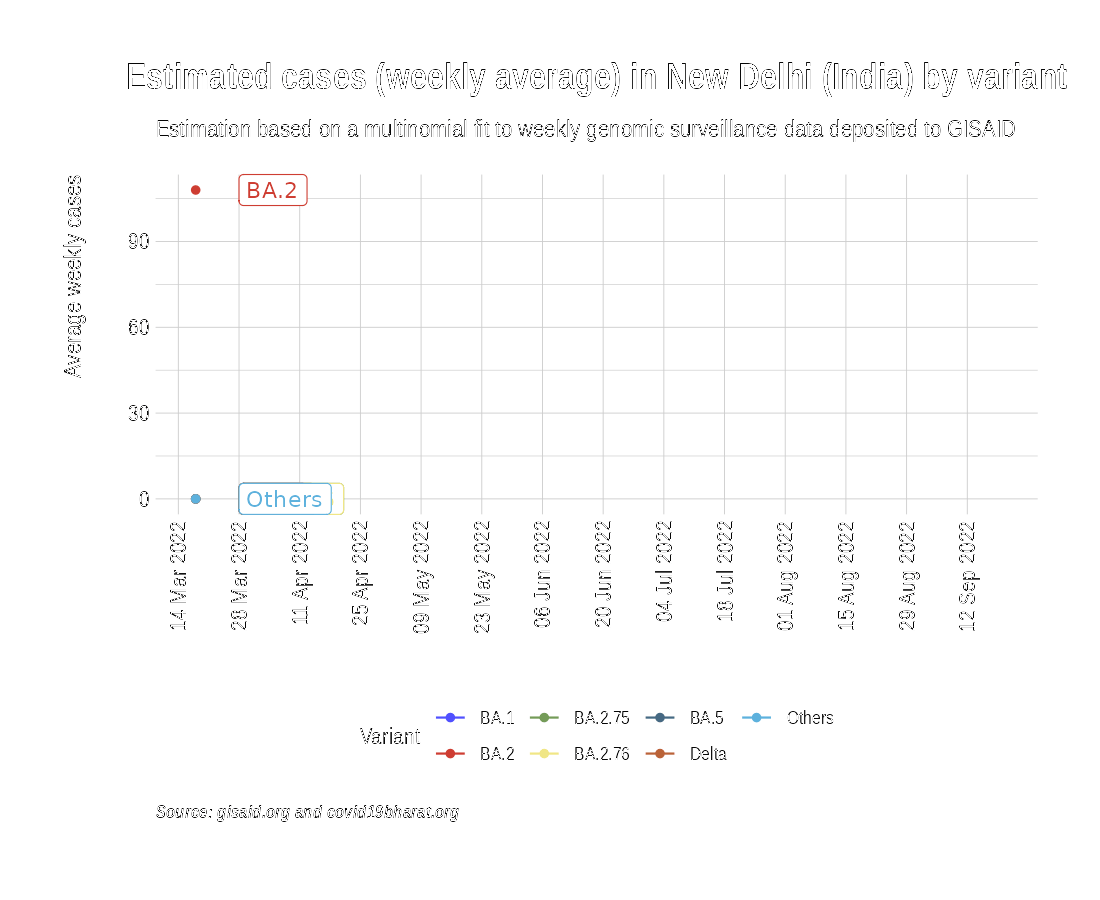 Estimated cases (weekly average) in New Delhi (India) by variant
Estimation based on a multinomial fit to weekly genomic surveillance data deposited to GISAID
Average weekly cases
BA.2
90
60
30
0
Others
14 Mar 2022
28 Mar 2022
11 Apr 2022
25 Apr 2022
09 May 2022
23 May 2022
06 Jun 2022
20 Jun 2022
04 Jul 2022
18 Jul 2022
01 Aug 2022
15 Aug 2022
29 Aug 2022
12 Sep 2022
Variant
BA.1 BA.2.75 BA.5 Others
BA.2 BA.2.76 Delta
Source: gisaid.org and covid19bharat.org